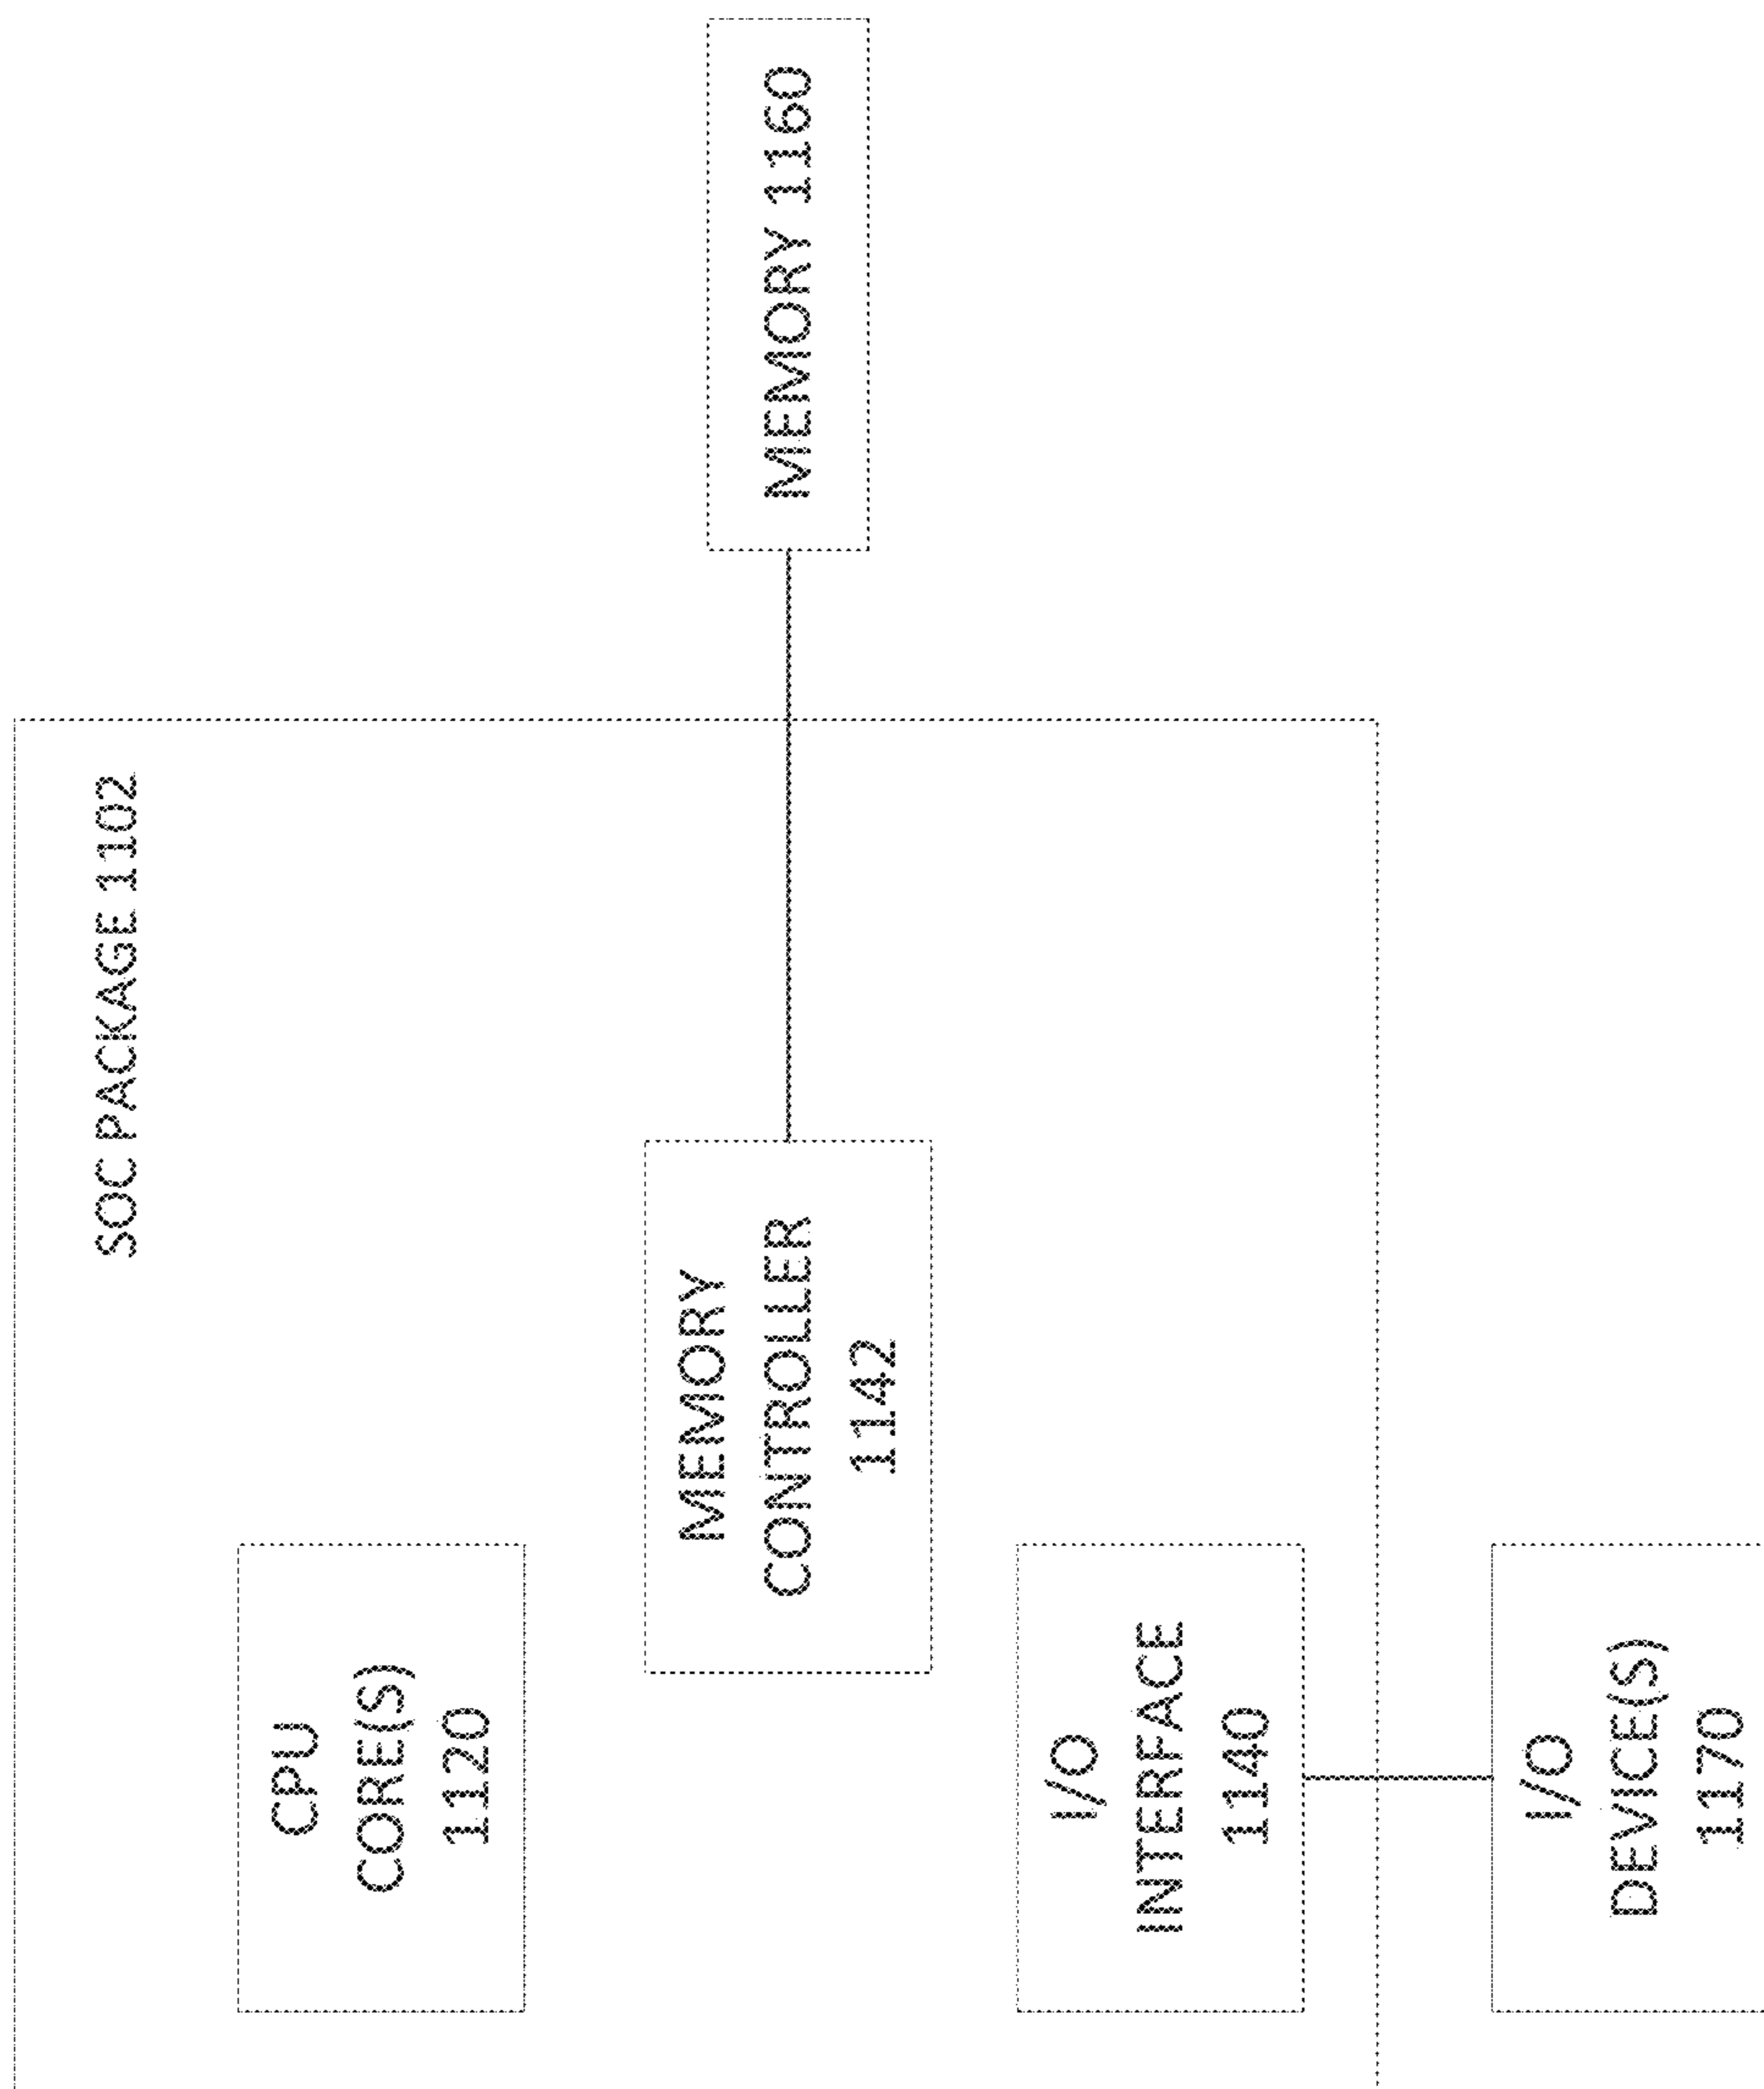 SOC PACKAGE 1102
CPU
CORE(S)
1120
MEMORY
CONTROLLER
1142
MEMORY 1160
I/O
INTERFACE
1140
I/O
DEVICE(S)
1170